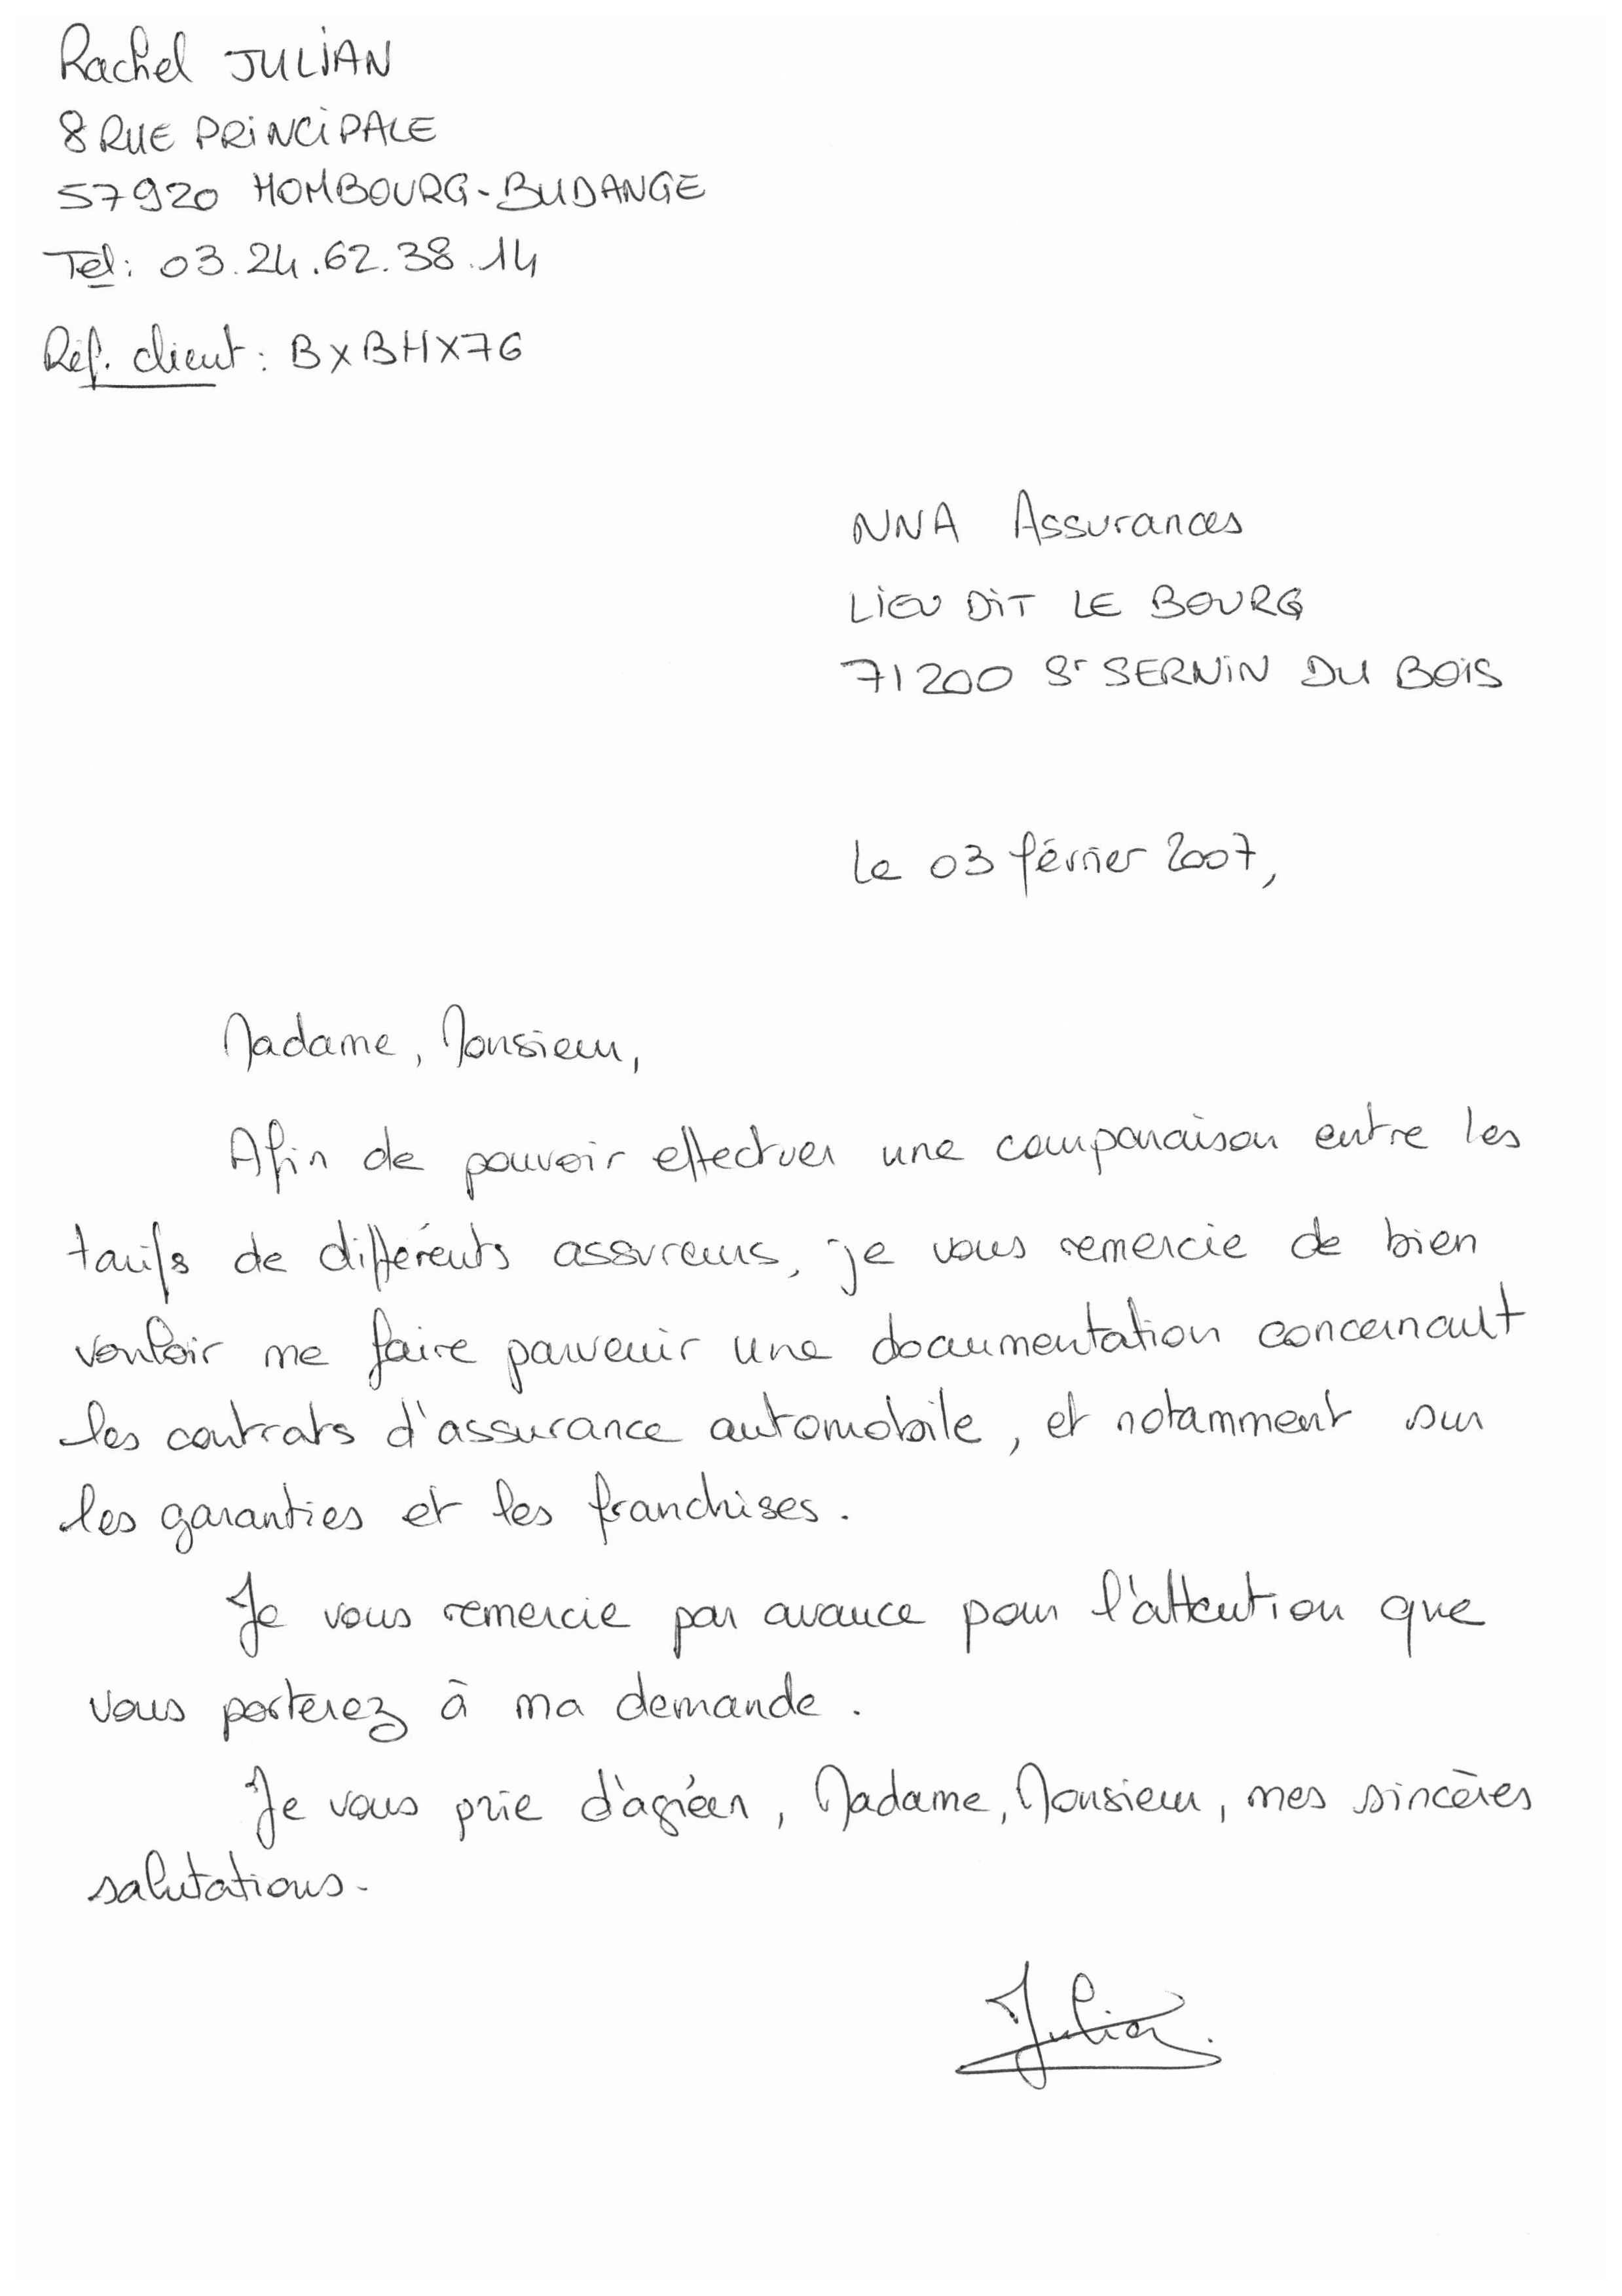 Rachel JULIAN
8 RUE PRINCIPALE
57920 HOMBOURG-BUDANGE
Tel: 03.24.62.38.14
Réf. client : BXBHX76
NNA Assurances
LIEU DIT LE BOURG
71200 St SERNIN DU BOIS
le 03 février 2007,
Madame, Monsieur,
Afin de pouvoir effectuer une comparaison entre les
tarifs de différents assureurs, je vous remercie de bien
vouloir me faire parvenir une documentation concernant
les contrats d'assurance automobile, et notamment sur
les garanties et les franchises.
Je vous remercie par avance pour l'attention que
vous porterez à ma demande.
Je vous prie d'agréer, Madame, Monsieur, mes sincères
salutations.
Julian